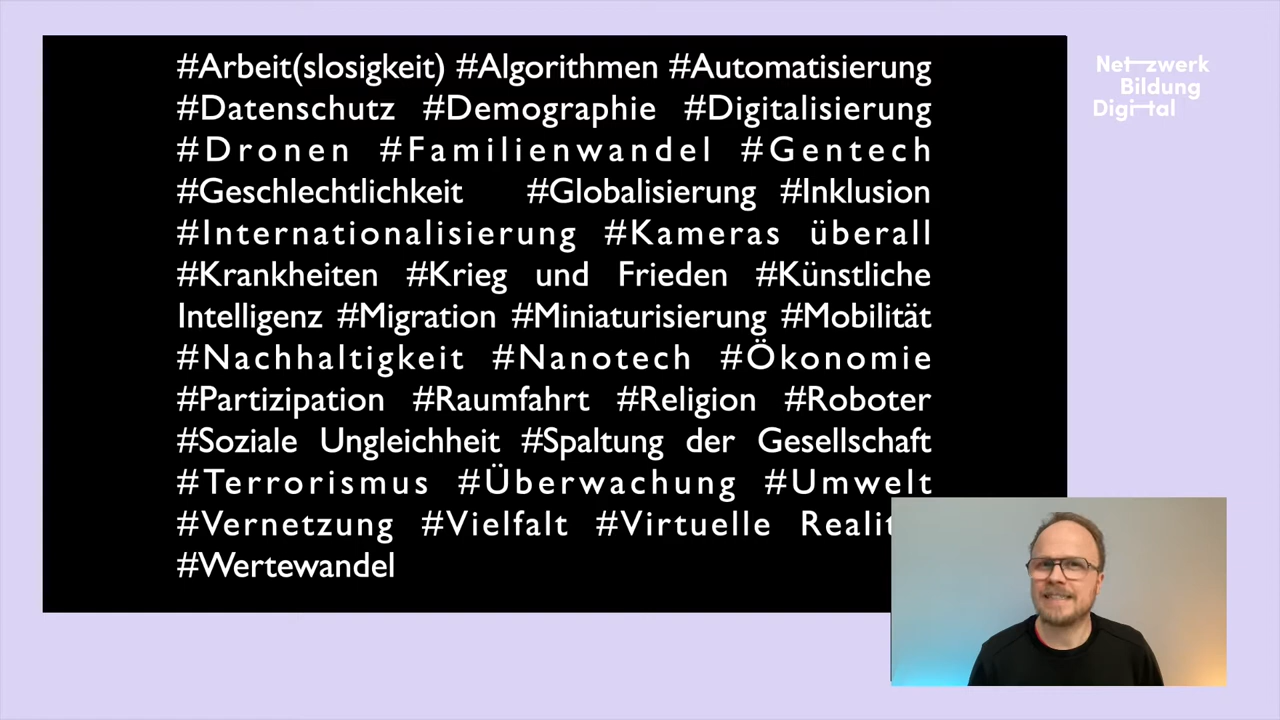 #Arbeit(slosigkeit) #Algorithmen #Automatisierung
#Datenschutz #Demographie #Digitalisierung
#Dronen #Familienwandel #Gentech
#Geschlechtlichkeit #Globalisierung #Inklusion
#Internationalisierung #Kameras überall
#Krankheiten #Krieg und Frieden #Künstliche
Intelligenz #Migration #Miniaturisierung #Mobilität
#Nachhaltigkeit #Nanotech #Ökonomie
#Partizipation #Raumfahrt #Religion #Roboter
#Soziale Ungleichheit #Spaltung der Gesellschaft
#Terrorismus #Überwachung #Umwelt
#Vernetzung #Vielfalt #Virtuelle
#Wertewandel
Netzwerk
Bildung
Digital